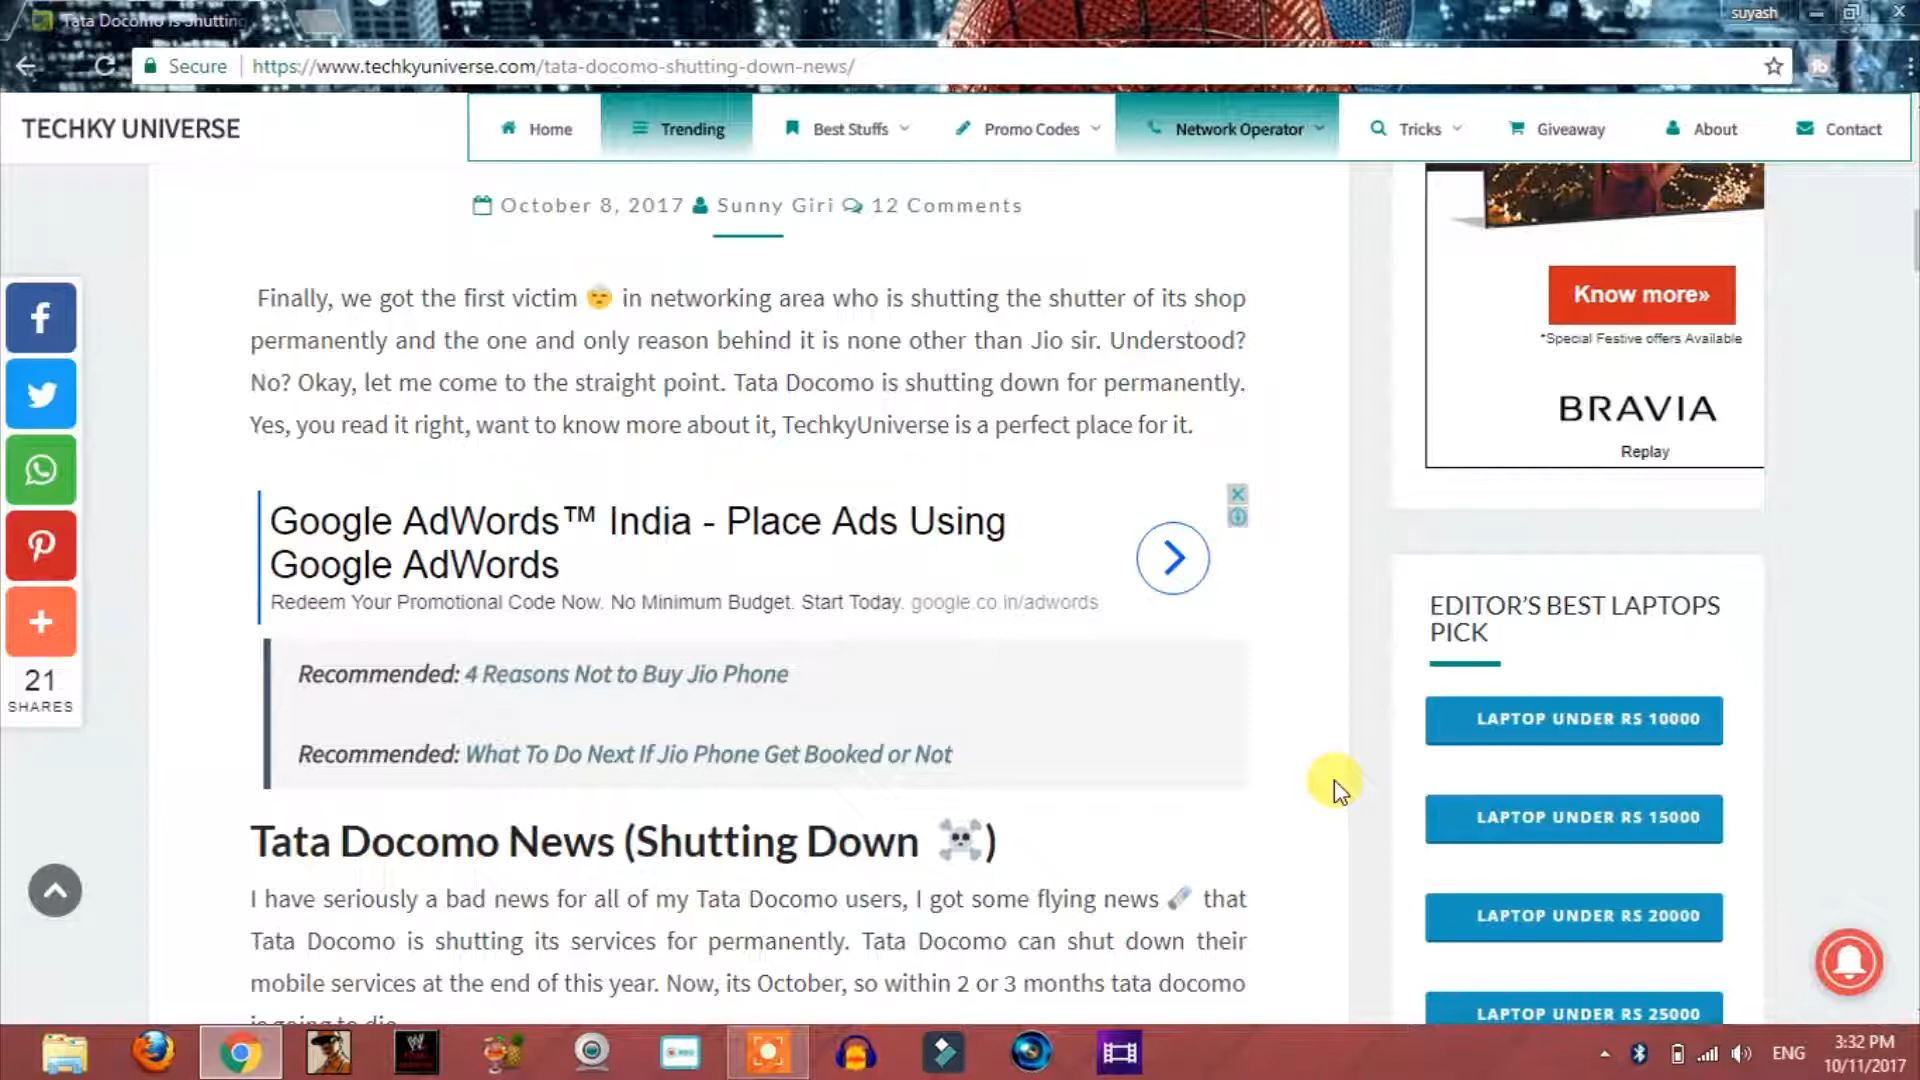 Tata Docomo is Shutting
suyash
Secure https://www.techkyuniverse.com/tata-docomo-shutting-down-news/
TECHKY UNIVERSE
Home Trending Best Stuffs Promo Codes Network Operator Tricks Giveaway About Contact
October 8, 2017 Sunny Giri 12 Comments
Finally, we got the first victim in networking area who is shutting the shutter of its shop
permanently and the one and only reason behind it is none other than Jio sir. Understood?
No? Okay, let me come to the straight point. Tata Docomo is shutting down for permanently.
Yes, you read it right, want to know more about it, TechkyUniverse is a perfect place for it.
Google AdWords™ India - Place Ads Using
Google AdWords
Redeem Your Promotional Code Now. No Minimum Budget. Start Today. google.co.in/adwords
Recommended: 4 Reasons Not to Buy Jio Phone
Recommended: What To Do Next If Jio Phone Get Booked or Not
Tata Docomo News (Shutting Down )
I have seriously a bad news for all of my Tata Docomo users, I got some flying news that
Tata Docomo is shutting its services for permanently. Tata Docomo can shut down their
mobile services at the end of this year. Now, its October, so within 2 or 3 months tata docomo
is going to die
21
SHARES
Know more»
*Special Festive offers Available
BRAVIA
Replay
EDITOR'S BEST LAPTOPS
PICK
LAPTOP UNDER RS 10000
LAPTOP UNDER RS 15000
LAPTOP UNDER RS 20000
LAPTOP UNDER RS 25000
ENG
3:32 PM
10/11/2017